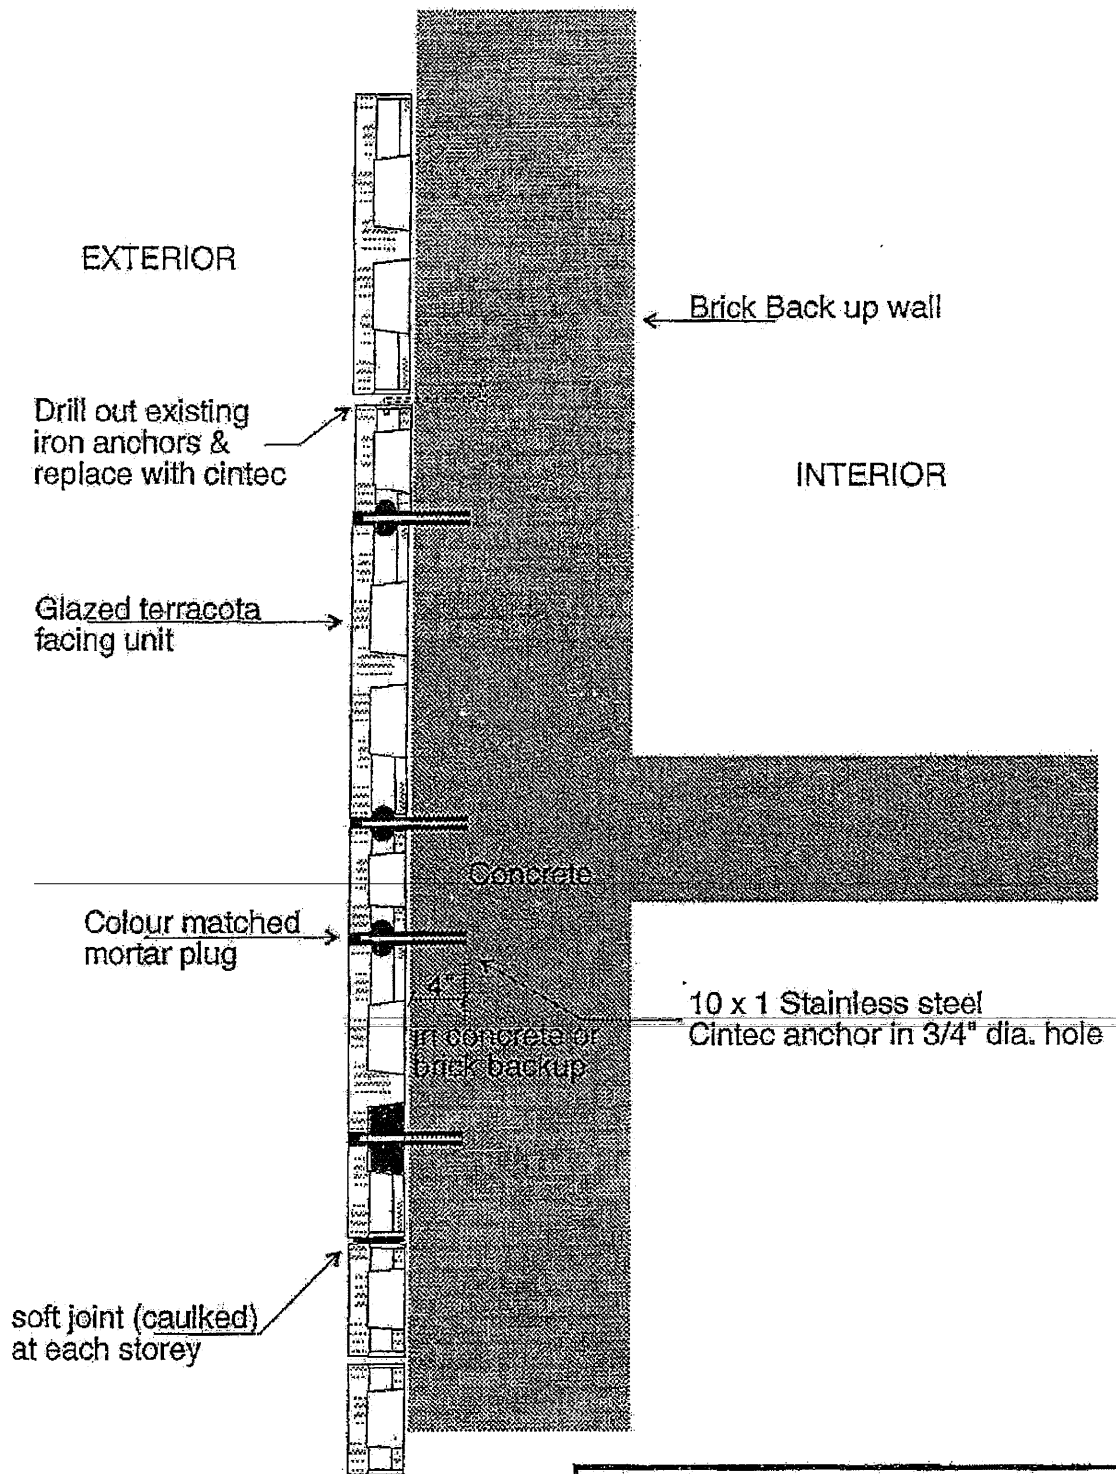 EXTERIOR
Brick Back up wall
Drill out existing
iron anchors &
replace with cintec
INTERIOR
Glazed terracota
facing unit
Concrete
Colour matched
mortar plug
4"
10 x 1 Stainless steel
Cintec anchor in 3/4" dia. hole
in concrete or
brick backup
soft joint (caulked)
at each storey